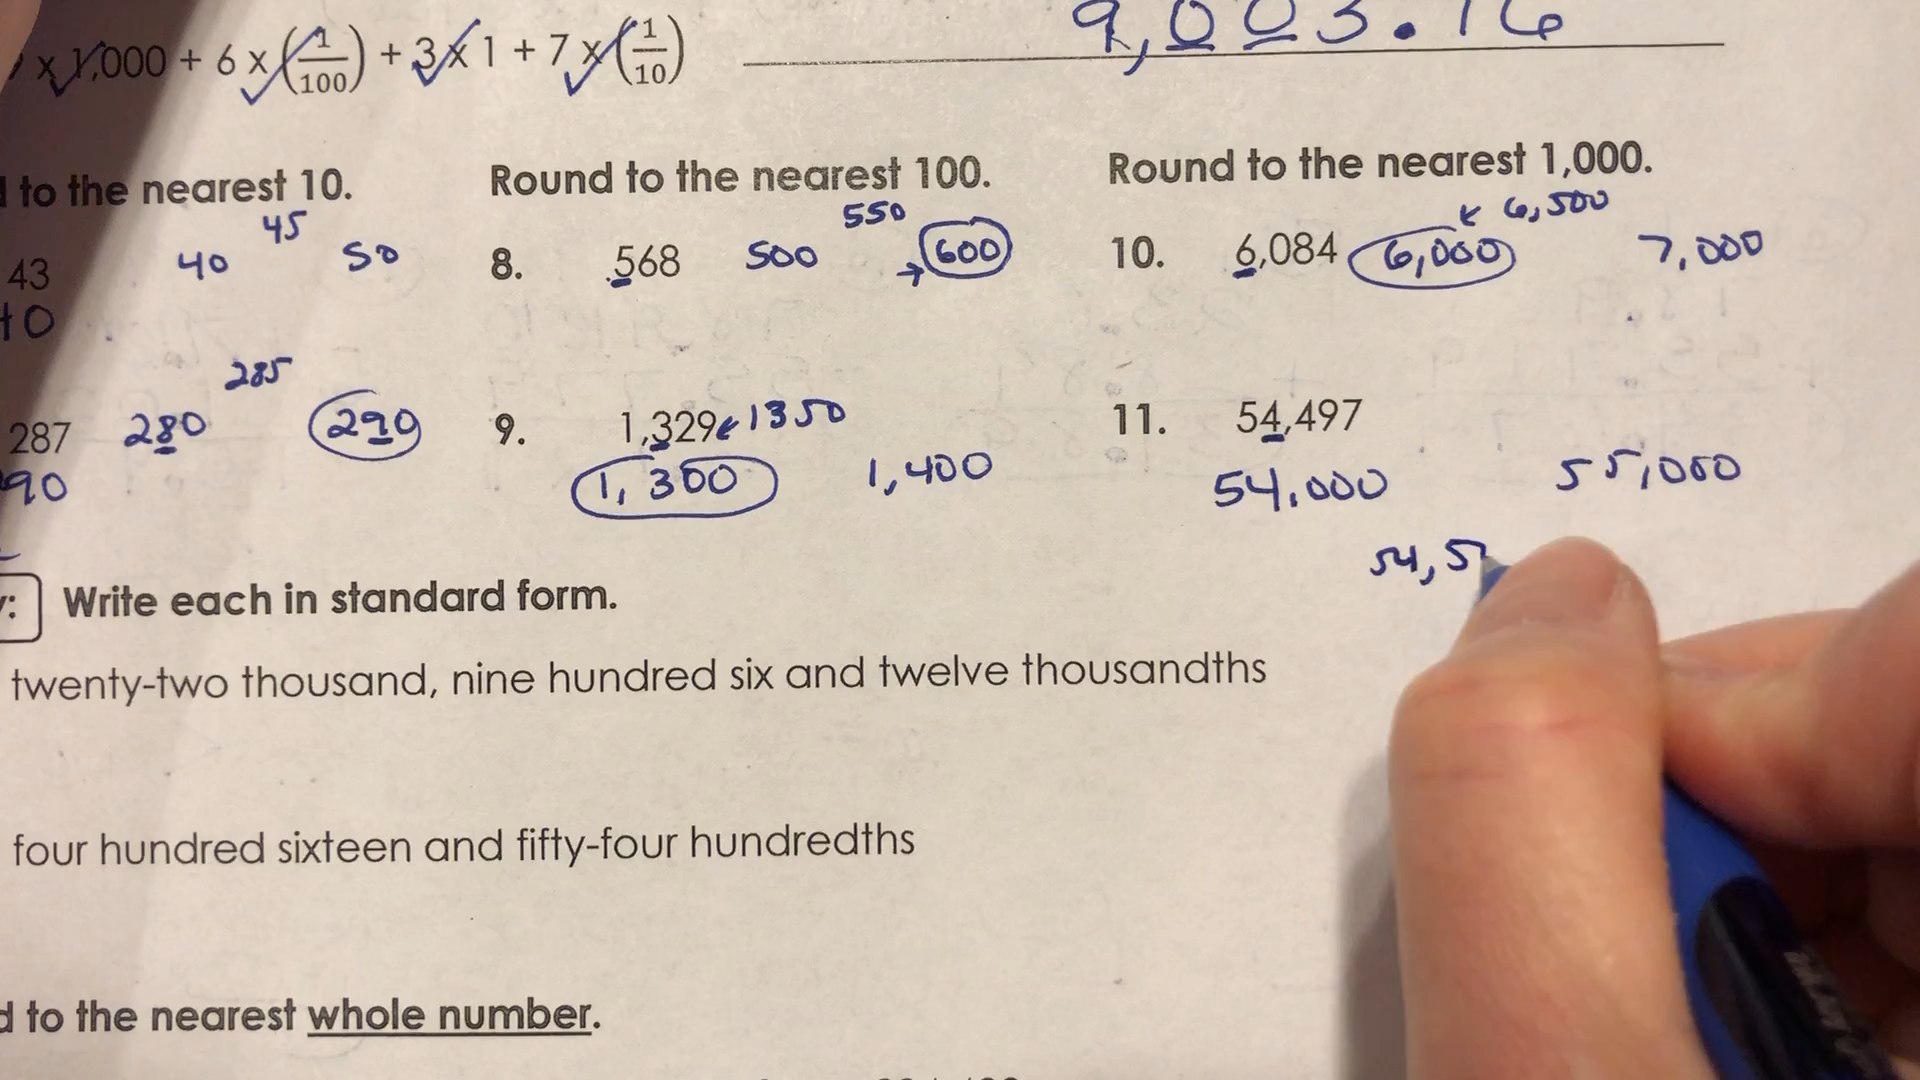 x 1,000 + 6 x (1/100) + 3 x 1 + 7 x (1/10) 9,003.76
to the nearest 10. Round to the nearest 100. Round to the nearest 1,000.
45 550 6,500
43 40 50 8. 568 500 600 10. 6,084 6,000 7,000
40
285
287 280 290 9. 1,329 1350 11. 54,497
90 1,300 1,400 54,000 55,000
54,5
Write each in standard form.
twenty-two thousand, nine hundred six and twelve thousandths
four hundred sixteen and fifty-four hundredths
to the nearest whole number.